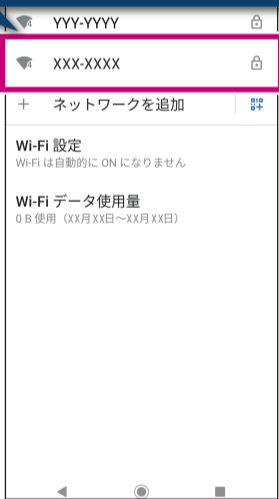 YYY-YYYY
XXX-XXXX
ネットワークを追加
Wi-Fi 設定
Wi-Fi は自動的に ON になりません
Wi-Fi データ使用量
0 B 使用（XX月XX日～XX月XX日）